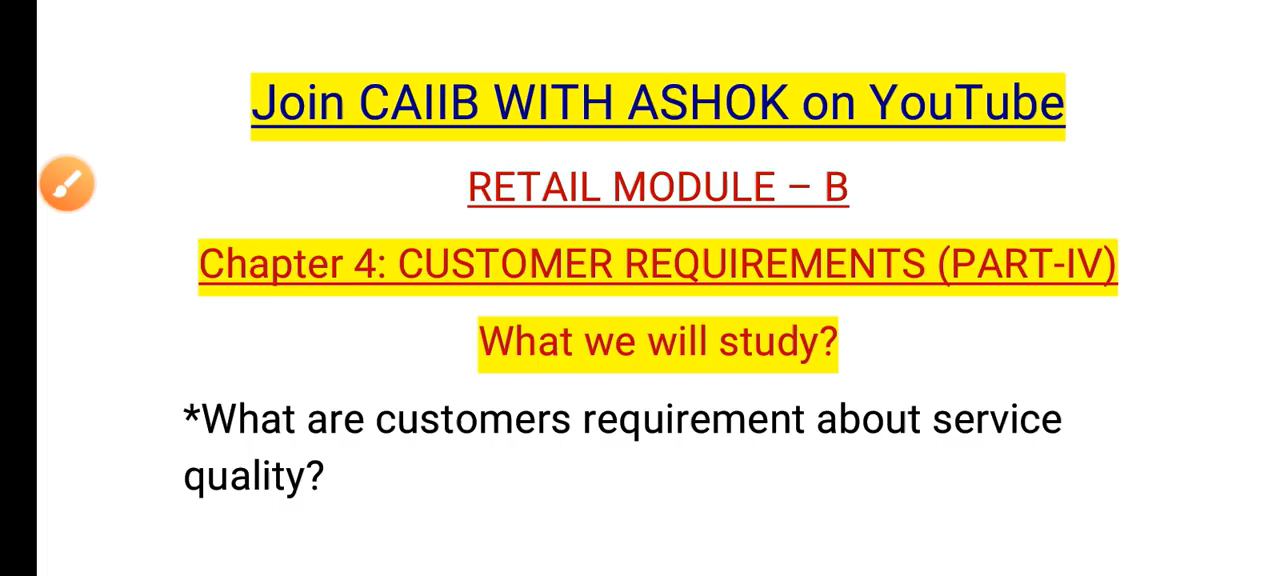 Join CAIIB WITH ASHOK on YouTube
RETAIL MODULE – B
Chapter 4: CUSTOMER REQUIREMENTS (PART-IV)
What we will study?
*What are customers requirement about service
quality?